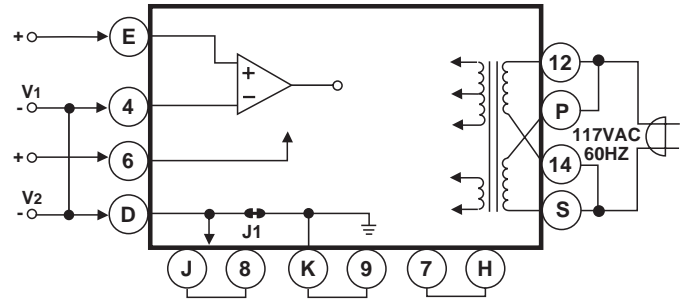 + E
V1
- 4
+ 6
V2
- D
+
−
J1
12
P
117VAC
60HZ
14
S
J 8 K 9 7 H